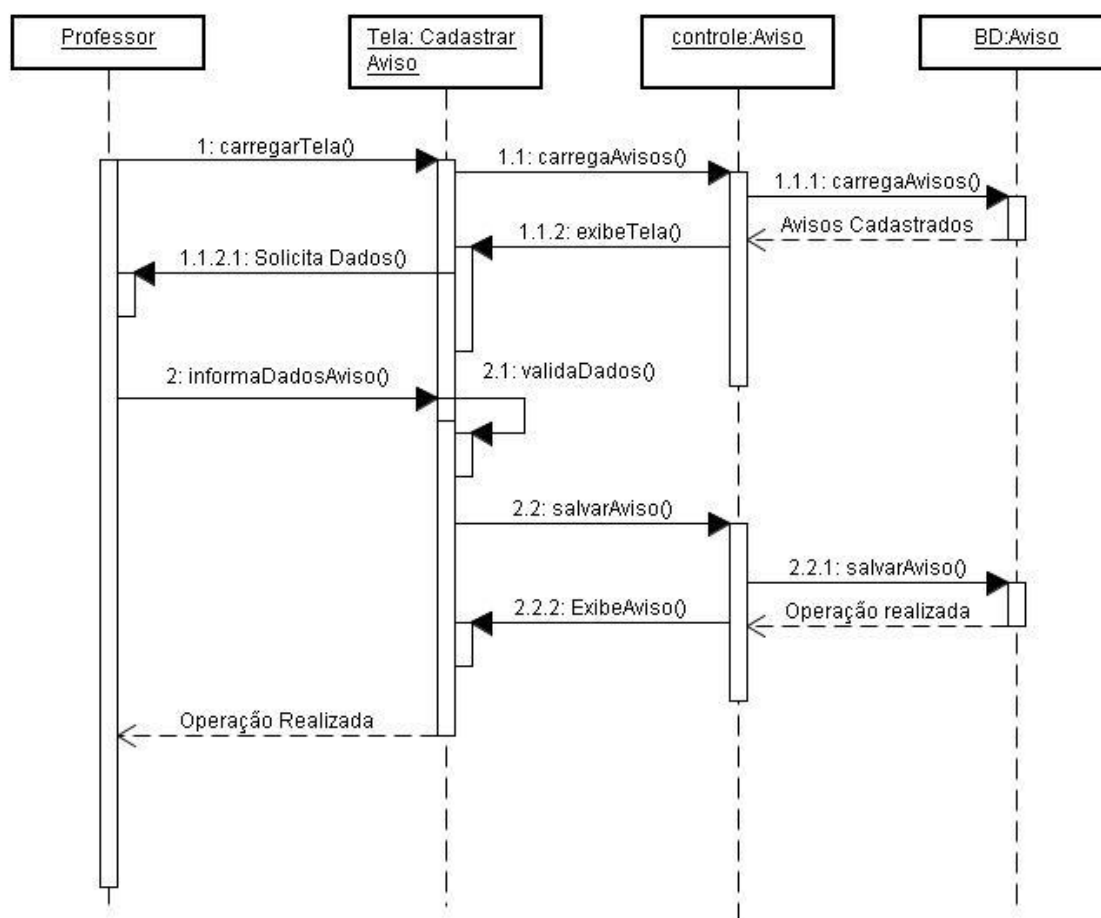 Professor
Tela: Cadastrar
Aviso
controle:Aviso
BD:Aviso
1: carregarTela()
1.1: carregaAvisos()
1.1.1: carregaAvisos()
Avisos Cadastrados
1.1.2: exibeTela()
1.1.2.1: Solicita Dados()
2: informaDadosAviso()
2.1: validaDados()
2.2: salvarAviso()
2.2.1: salvarAviso()
Operação realizada
2.2.2: ExibeAviso()
Operação Realizada